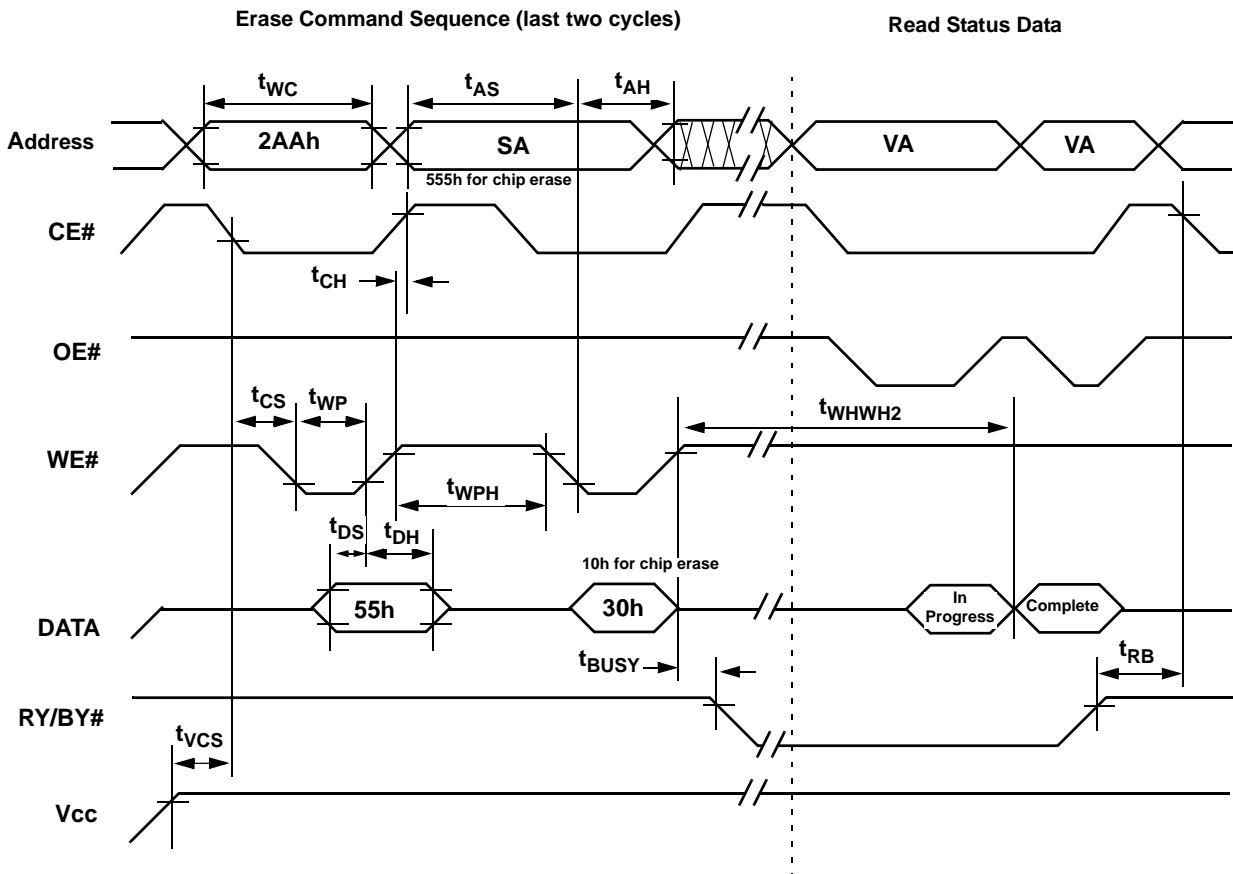 Erase Command Sequence (last two cycles)
Read Status Data
tWC
tAS
tAH
Address
2AAh
SA
VA
VA
555h for chip erase
CE#
tCH
OE#
tCS
tWP
tWHWH2
WE#
tWPH
tDS
tDH
10h for chip erase
55h
30h
In
Progress
Complete
DATA
tBUSY
tRB
RY/BY#
tVCS
Vcc